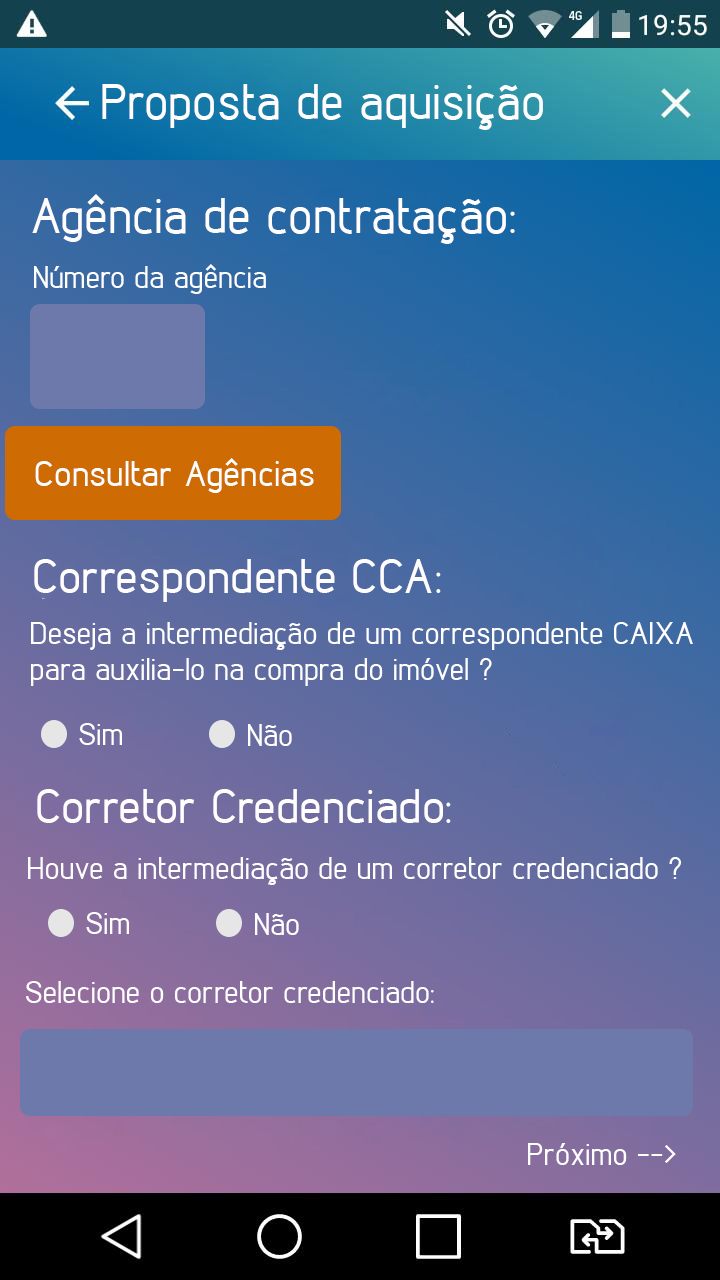 4G 19:55
Proposta de aquisição
Agência de contratação:
Número da agência
Consultar Agências
Correspondente CCA:
Deseja a intermediação de um correspondente CAIXA
para auxilia-lo na compra do imóvel ?
Sim Não
Corretor Credenciado:
Houve a intermediação de um corretor credenciado ?
Sim Não
Selecione o corretor credenciado:
Próximo -->